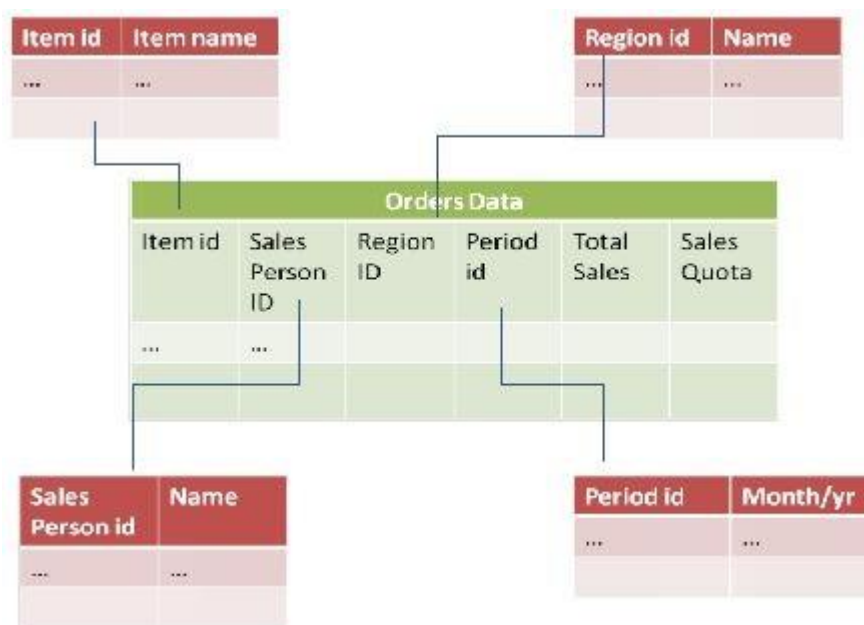 Item id Item name
... ...
Region id Name
... ...
Orders Data
Item id Sales Person ID Region ID Period id Total Sales Sales Quota
... ...
Sales Person id Name
... ...
Period id Month/yr
... ...